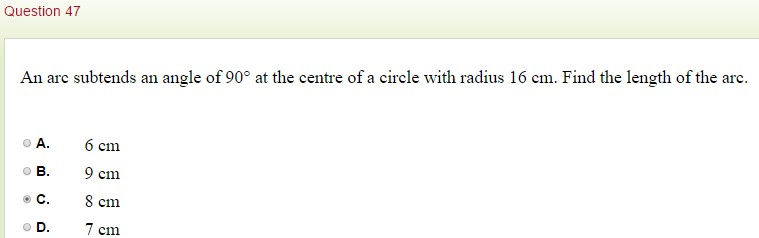 Question 47
An arc subtends an angle of 90° at the centre of a circle with radius 16 cm. Find the length of the arc.
A. 6 cm
B. 9 cm
C. 8 cm
D. 7 cm